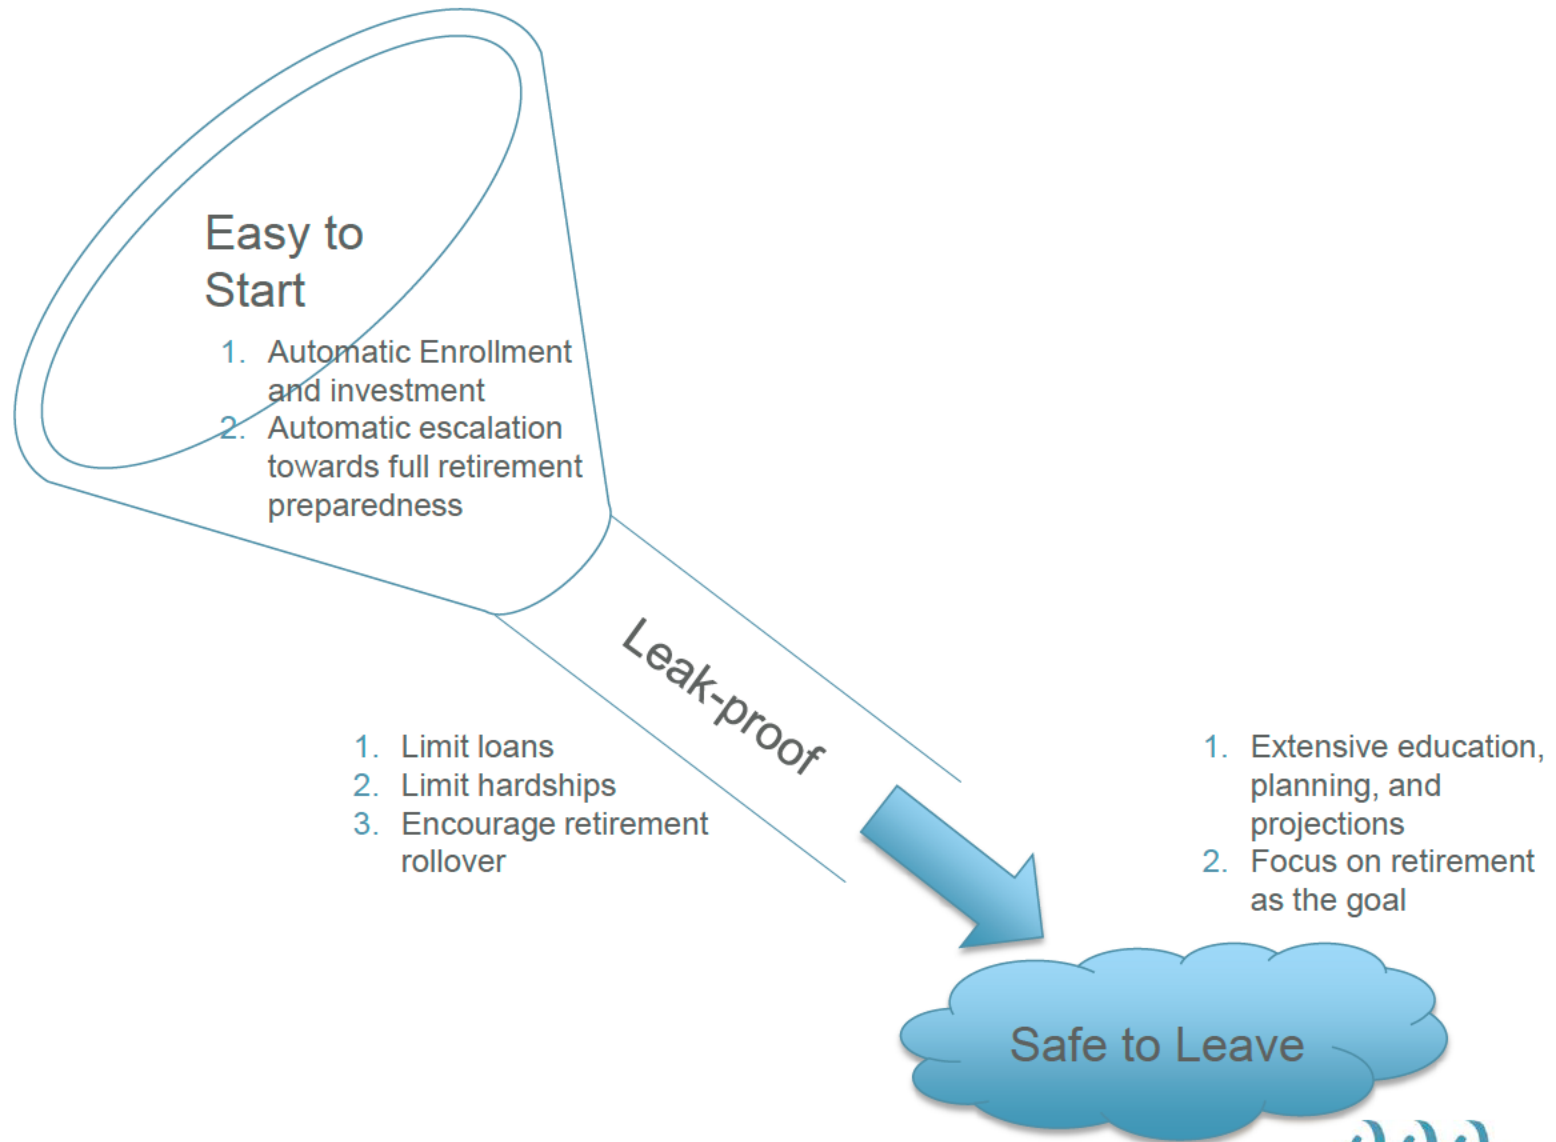 Easy to
Start
1. Automatic Enrollment
and investment
2. Automatic escalation
towards full retirement
preparedness
Leak-proof
1. Limit loans
2. Limit hardships
3. Encourage retirement
rollover
1. Extensive education,
planning, and
projections
2. Focus on retirement
as the goal
Safe to Leave